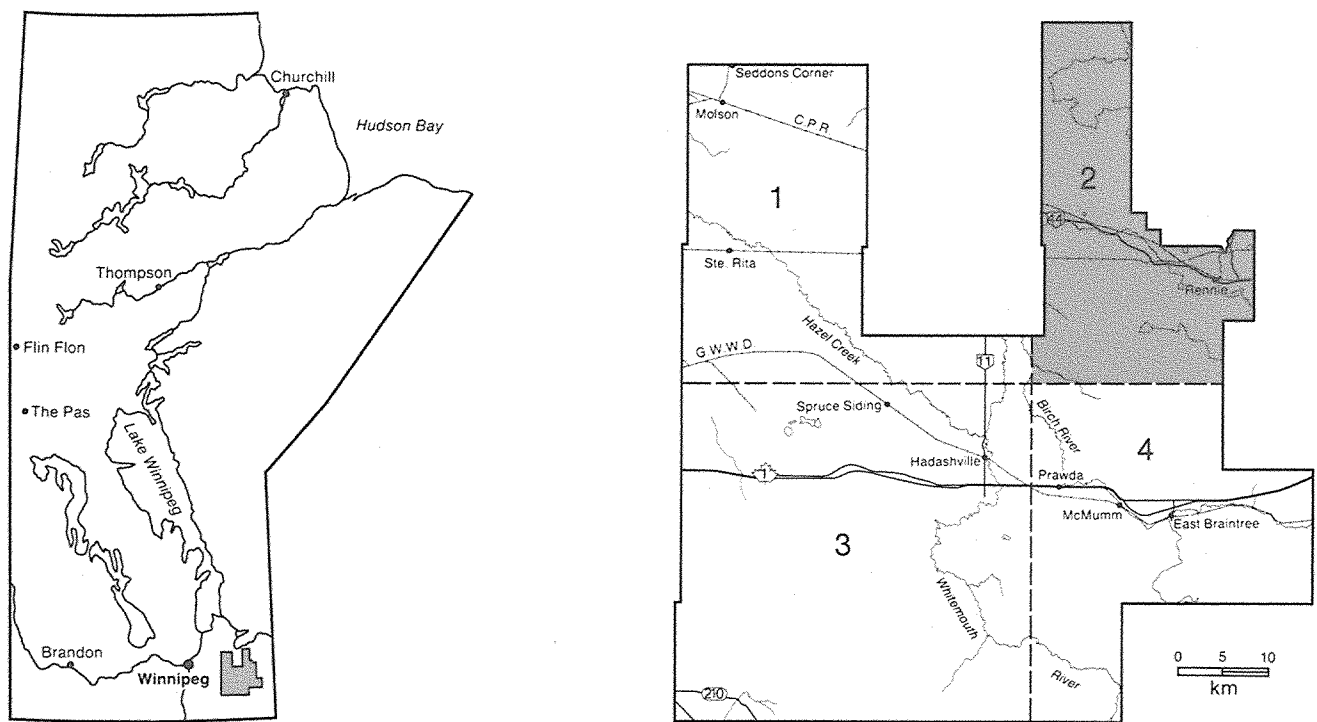 Churchill
Hudson Bay
Thompson
Flin Flon
The Pas
Lake Winnipeg
Brandon
Winnipeg
Seddons Corner
Molson
C.P.R.
1
2
44
Ste. Rita
Rennie
Hazel Creek
G.W.W.D.
11
Spruce Siding
Birch River
4
Hadashville
1
Prawda
McMumm
East Braintree
3
Whitemouth
River
210
0 5 10
km